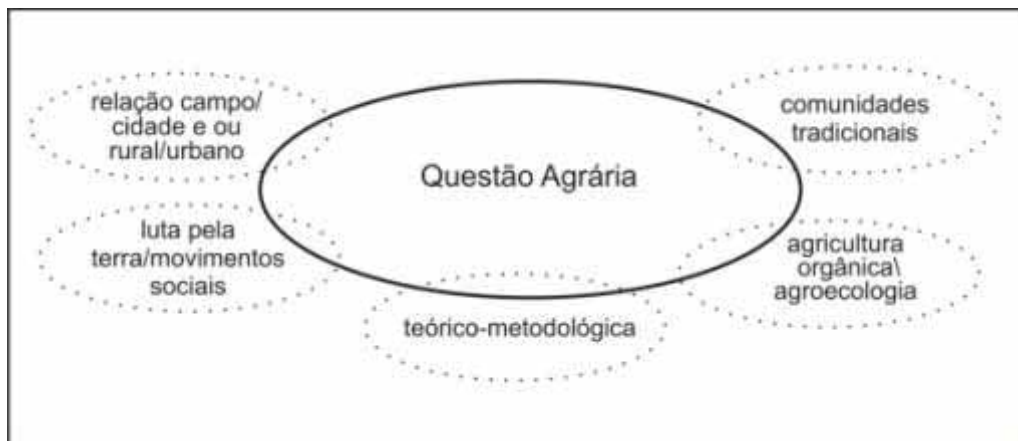 relação campo/
cidade e ou
rural/urbano
comunidades
tradicionais
Questão Agrária
luta pela
terra/movimentos
sociais
agricultura
orgânica\
agroecologia
teórico-metodológica